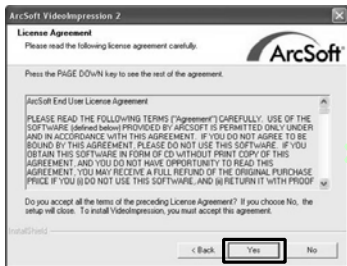 ArcSoft VideoImpression 2
License Agreement
Please read the following license agreement carefully.
ArcSoft
Press the PAGE DOWN key to see the rest of the agreement.
ArcSoft End User License Agreement
PLEASE READ THE FOLLOWING TERMS ("Agreement") CAREFULLY. USE OF THE
SOFTWARE (defined below) PROVIDED BY ARCSOFT IS PERMITTED ONLY UNDER
AND IN ACCORDANCE WITH THIS AGREEMENT. IF YOU DO NOT AGREE TO BE
BOUND BY THIS AGREEMENT, PLEASE DO NOT USE THIS SOFTWARE. IF YOU
OBTAIN THIS SOFTWARE IN FORM OF CD WITHOUT PRINT COPY OF THIS
AGREEMENT, AND YOU DO NOT HAVE OPPORTUNITY TO READ THIS
AGREEMENT, YOU MAY RECEIVE A FULL REFUND OF THE ORIGINAL PURCHASE
PRICE IF YOU (i) DO NOT USE THIS SOFTWARE, AND (ii) RETURN IT WITH PROOF
Do you accept all the terms of the preceding License Agreement? If you choose No, the
setup will close. To install VideoImpression, you must accept this agreement.
InstallShield
< Back
Yes
No